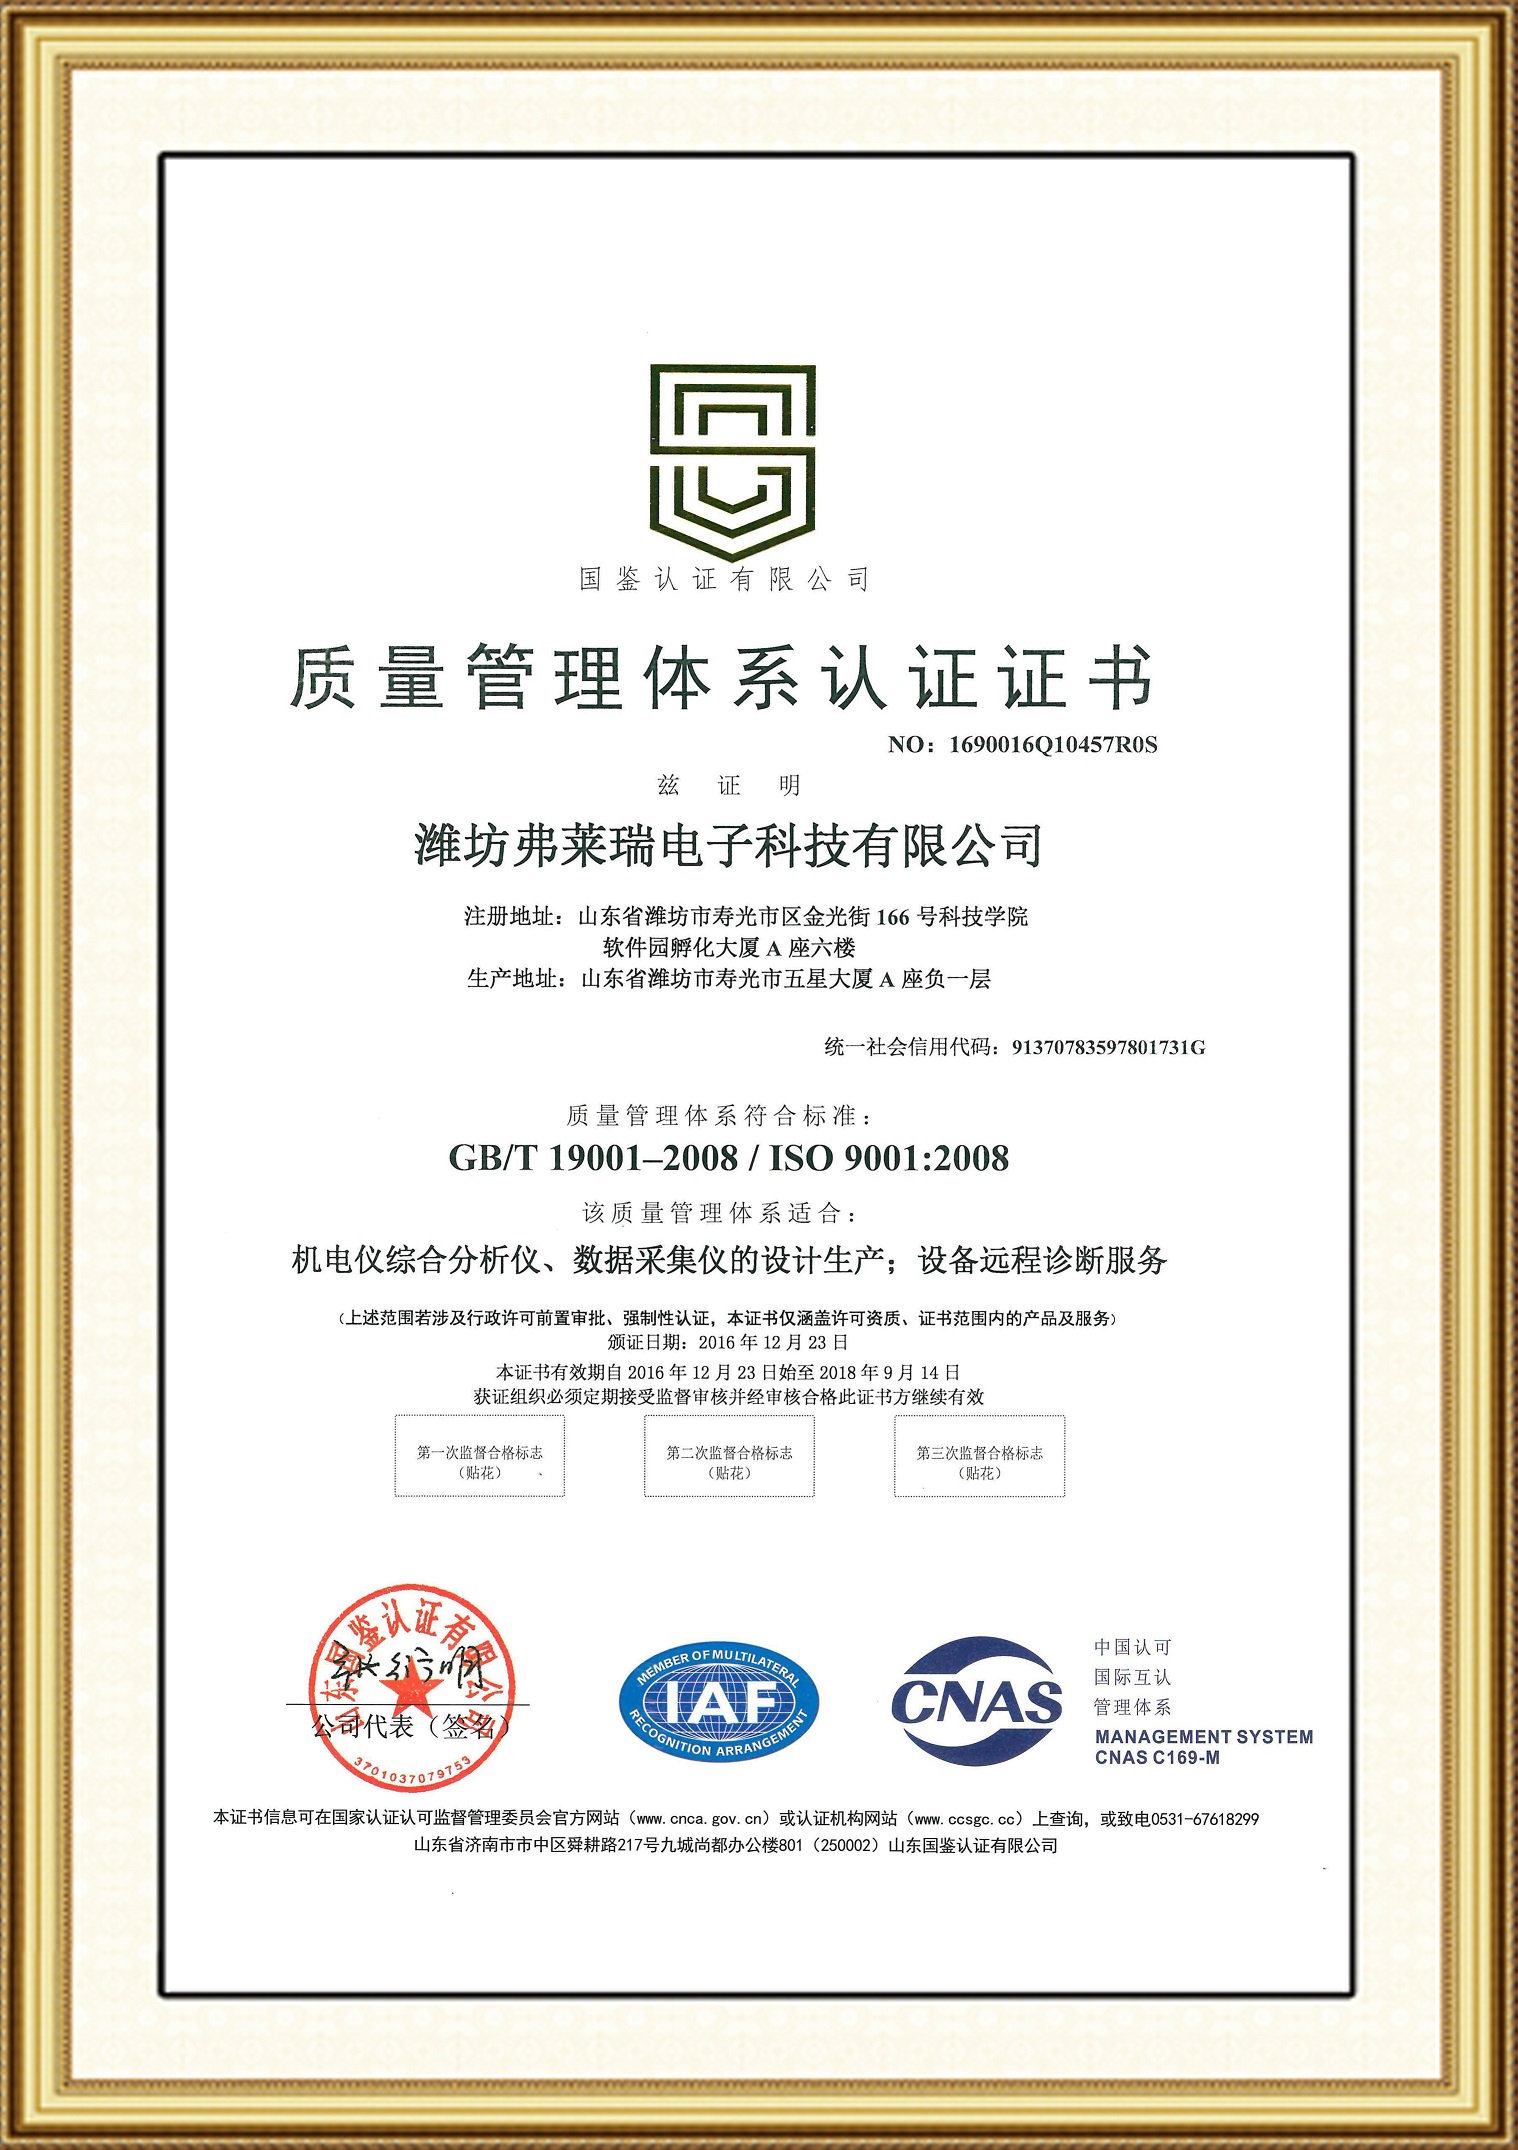 国鉴认证有限公司
质量管理体系认证证书
NO：1690016Q10457R0S
兹证明
潍坊弗莱瑞电子科技有限公司
注册地址：山东省潍坊市寿光市区金光街 166 号科技学院
软件园孵化大厦 A 座六楼
生产地址：山东省潍坊市寿光市五星大厦 A 座负一层
统一社会信用代码：91370783597801731G
质量管理体系符合标准：
GB/T 19001–2008 / ISO 9001:2008
该质量管理体系适合：
机电仪综合分析仪、数据采集仪的设计生产；设备远程诊断服务
（上述范围若涉及行政许可前置审批、强制性认证，本证书仅涵盖许可资质、证书范围内的产品及服务）
颁证日期：2016 年 12 月 23 日
本证书有效期自 2016 年 12 月 23 日始至 2018 年 9 月 14 日
获证组织必须定期接受监督审核并经审核合格此证书方继续有效
第一次监督合格标志
（贴花）
第二次监督合格标志
（贴花）
第三次监督合格标志
（贴花）
山东国鉴认证有限公司
公司代表（签名）
3701037079753
MEMBER OF MULTILATERAL
IAF
RECOGNITION ARRANGEMENT
CNAS
中国认可
国际互认
管理体系
MANAGEMENT SYSTEM
CNAS C169-M
本证书信息可在国家认证认可监督管理委员会官方网站（www.cnca.gov.cn）或认证机构网站（www.ccsgc.cc）上查询，或致电0531-67618299
山东省济南市市中区舜耕路217号九城尚都办公楼801（250002）山东国鉴认证有限公司